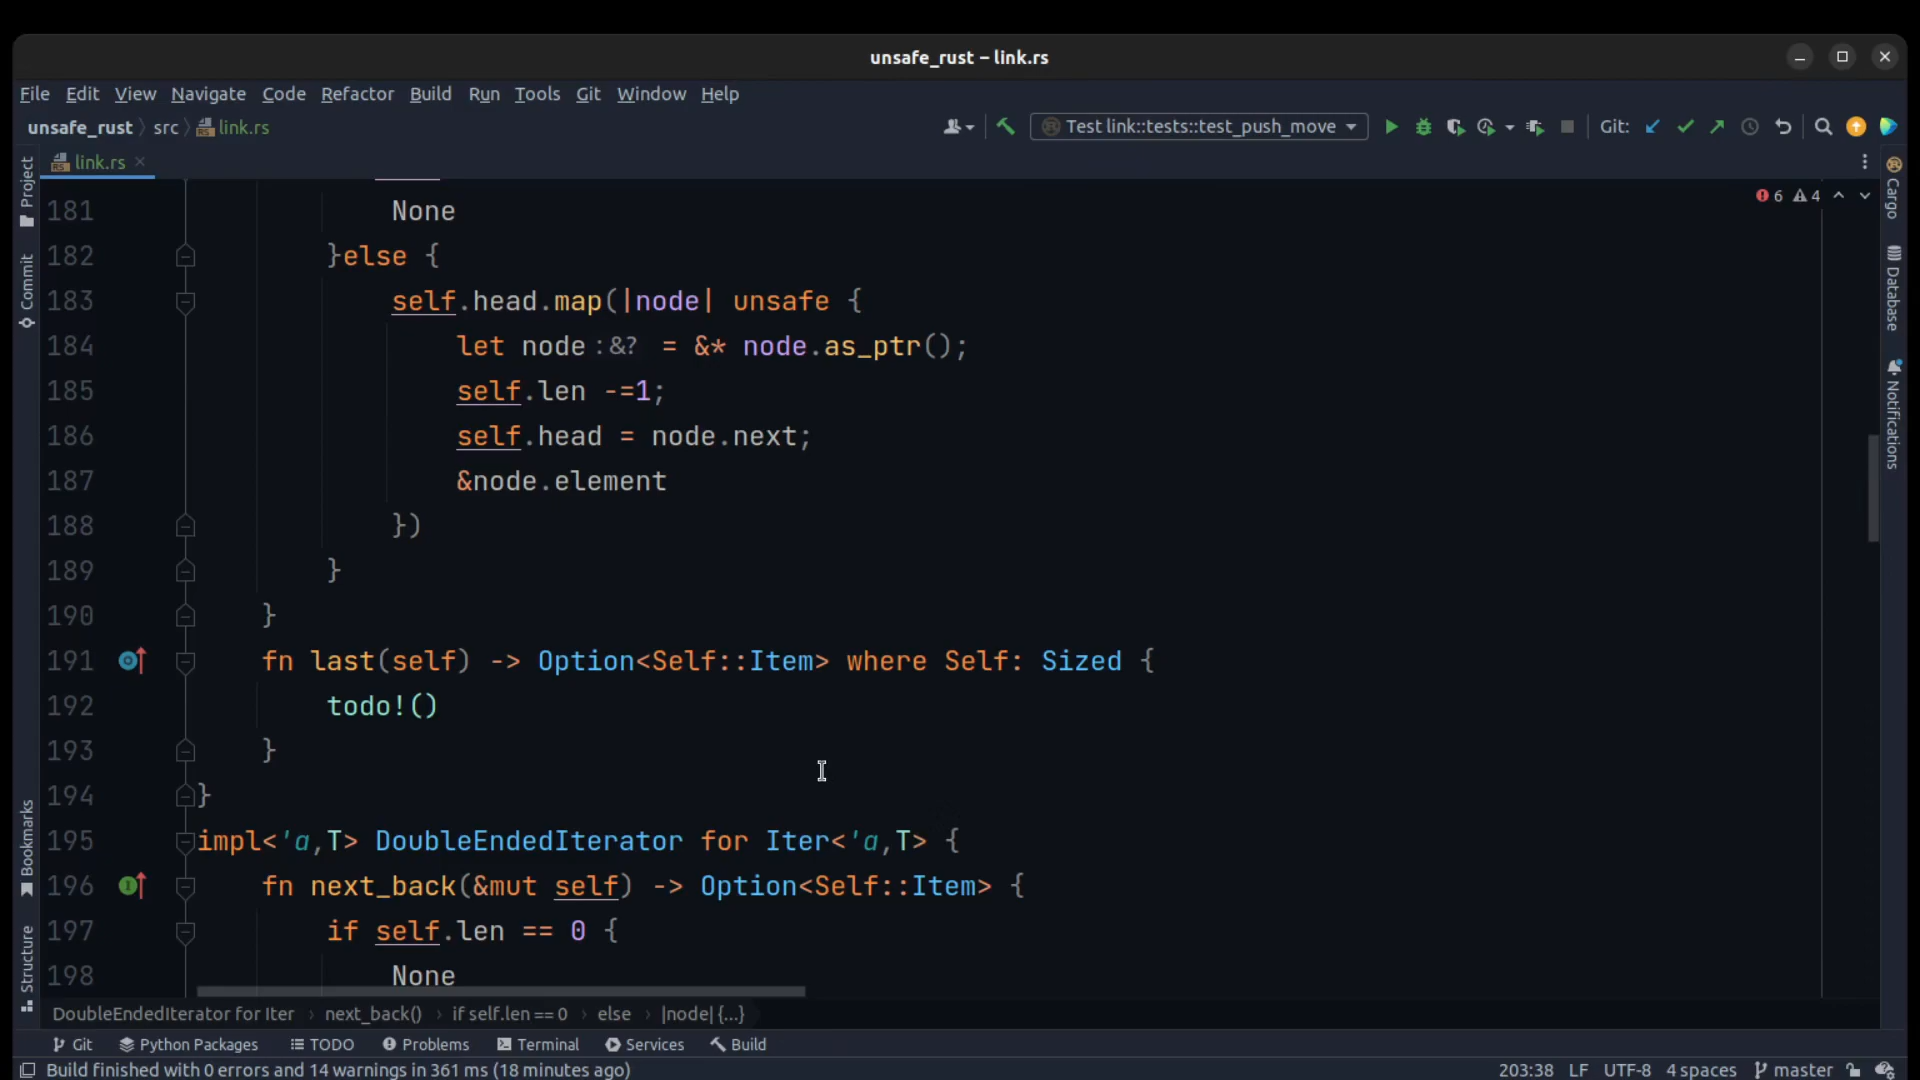 unsafe_rust – link.rs
File Edit View Navigate Code Refactor Build Run Tools Git Window Help
unsafe_rust src link.rs Test link::tests::test_push_move Git:
link.rs
6 4
181 None
182 }else {
183 self.head.map(|node| unsafe {
184 let node :&? = &* node.as_ptr();
185 self.len -=1;
186 self.head = node.next;
187 &node.element
188 })
189 }
190 }
191 fn last(self) -> Option<Self::Item> where Self: Sized {
192 todo!()
193 }
194 }
195 impl<'a,T> DoubleEndedIterator for Iter<'a,T> {
196 fn next_back(&mut self) -> Option<Self::Item> {
197 if self.len == 0 {
198 None
Project
Commit
Bookmarks
Structure
Cargo
Database
Notifications
DoubleEndedIterator for Iter next_back() if self.len == 0 else |node| {...}
Git Python Packages TODO Problems Terminal Services Build
Build finished with 0 errors and 14 warnings in 361 ms (18 minutes ago) 203:38 LF UTF-8 4 spaces master